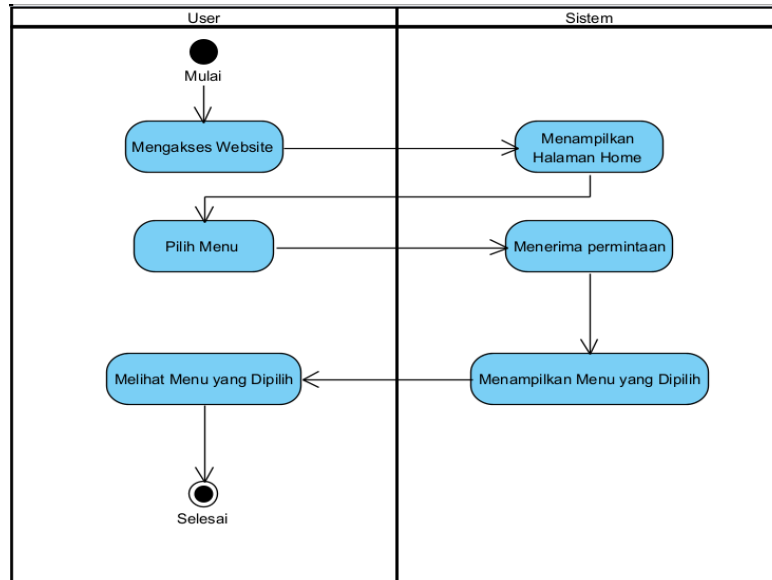 User
Sistem
Mulai
Mengakses Website
Menampilkan
Halaman Home
Pilih Menu
Menerima permintaan
Melihat Menu yang Dipilih
Menampilkan Menu yang Dipilih
Selesai